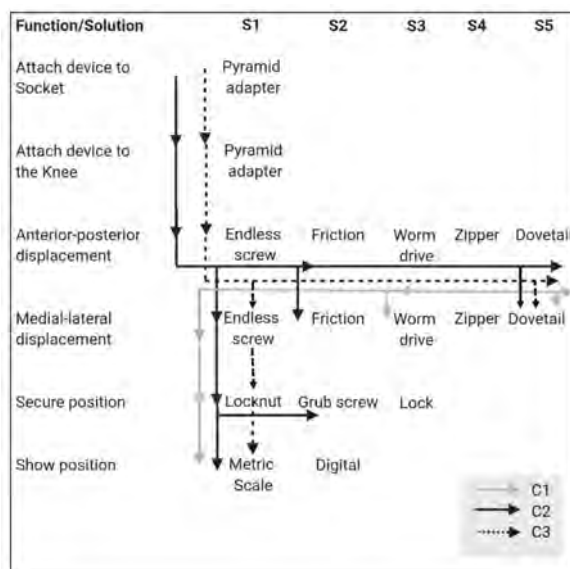 Function/Solution S1 S2 S3 S4 S5
Attach device to Pyramid
Socket adapter
Attach device to Pyramid
the Knee adapter
Anterior-posterior Endless Friction Worm Zipper Dovetail
displacement screw drive
Medial-lateral Endless Friction Worm Zipper Dovetail
displacement screw drive
Secure position Locknut Grub screw Lock
Show position Metric Digital
Scale
C1
C2
C3